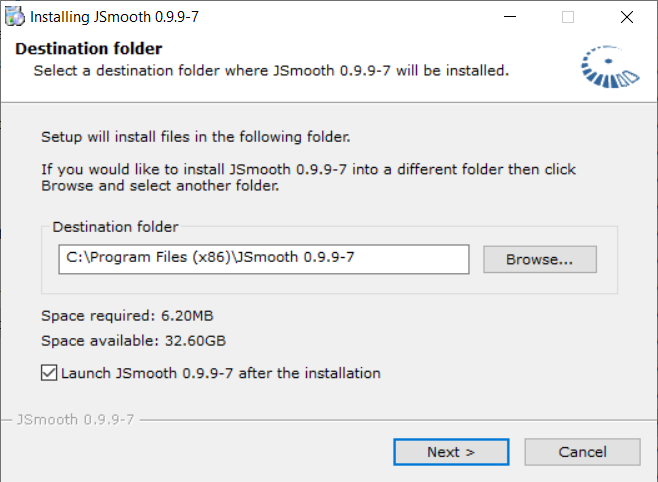 Installing JSmooth 0.9.9-7
Destination folder
Select a destination folder where JSmooth 0.9.9-7 will be installed.
Setup will install files in the following folder.
If you would like to install JSmooth 0.9.9-7 into a different folder then click
Browse and select another folder.
Destination folder
C:\Program Files (x86)\JSmooth 0.9.9-7
Browse...
Space required: 6.20MB
Space available: 32.60GB
Launch JSmooth 0.9.9-7 after the installation
JSmooth 0.9.9-7
Next >
Cancel